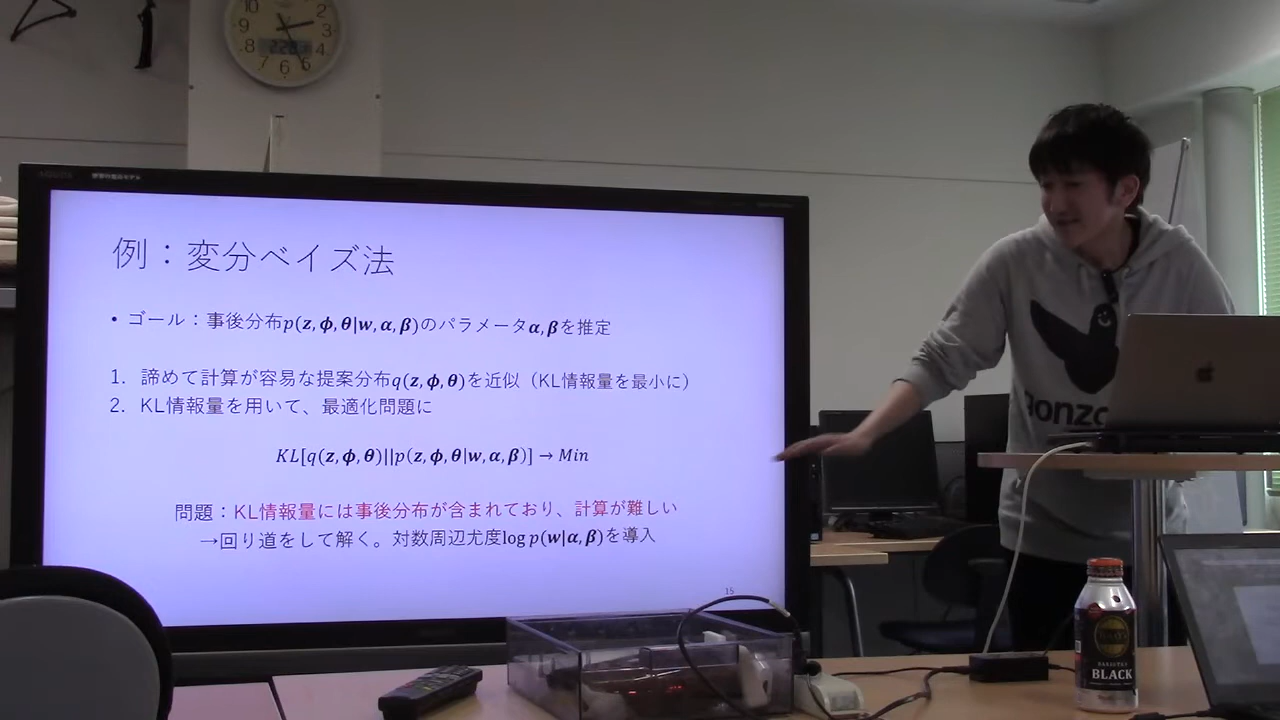 例：変分ベイズ法
• ゴール：事後分布p(z, ϕ, θ|w, α, β)のパラメータα, βを推定
1. 諦めて計算が容易な提案分布q(z, ϕ, θ)を近似（KL情報量を最小に）
2. KL情報量を用いて、最適化問題に
KL[q(z, ϕ, θ)||p(z, ϕ, θ|w, α, β)] → Min
問題：KL情報量には事後分布が含まれており、計算が難しい
→回り道をして解く。対数周辺尤度log p(w|α, β)を導入
15
BLACK